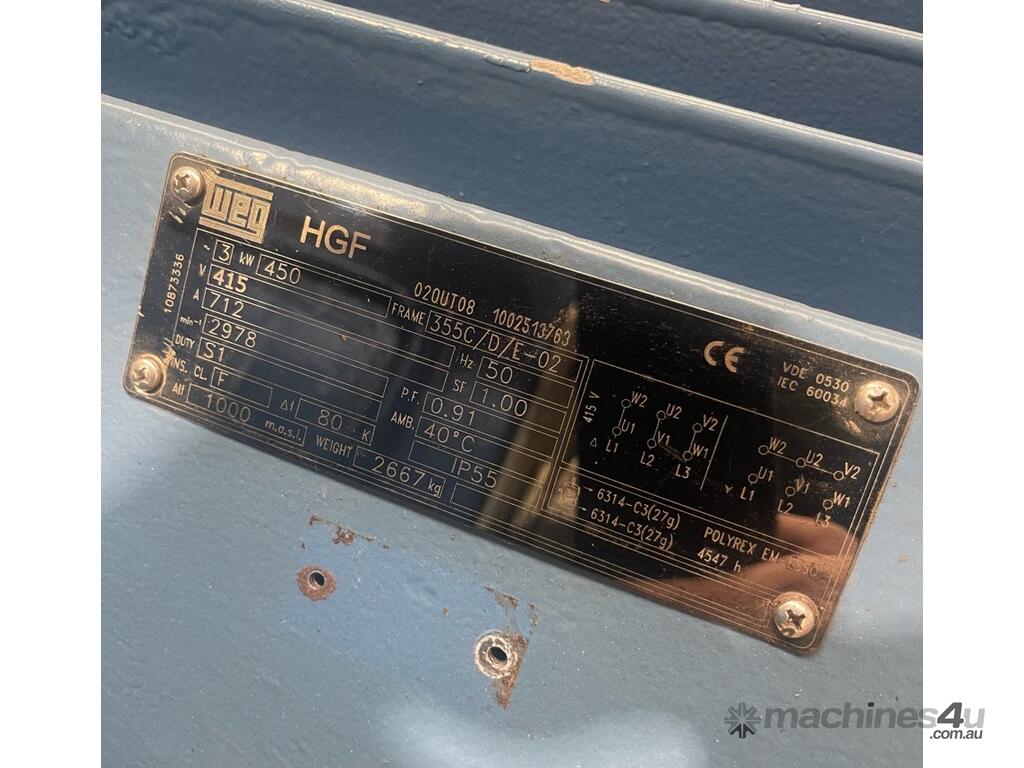 WEG HGF
020UT08 1002513763
10873336
~ 3 kW 450 FRAME 355C/D/E-02
V 415 Hz 50
A 712 SF 1.00
min⁻¹ 2978 P.F. 0.91
DUTY S1 AMB. 40°C
INS. CL. F Δt 80 K IP55
Alt 1000 m.a.s.l. WEIGHT 2667 kg
CE VDE 0530
IEC 60034
415 V
W2 U2 V2
U1 V1 W1
Δ L1 L2 L3
W2 U2 V2
U1 V1 W1
Y L1 L2 L3
6314-C3(27g)
6314-C3(27g)
POLYREX EM
4547 h
machines4u
.com.au